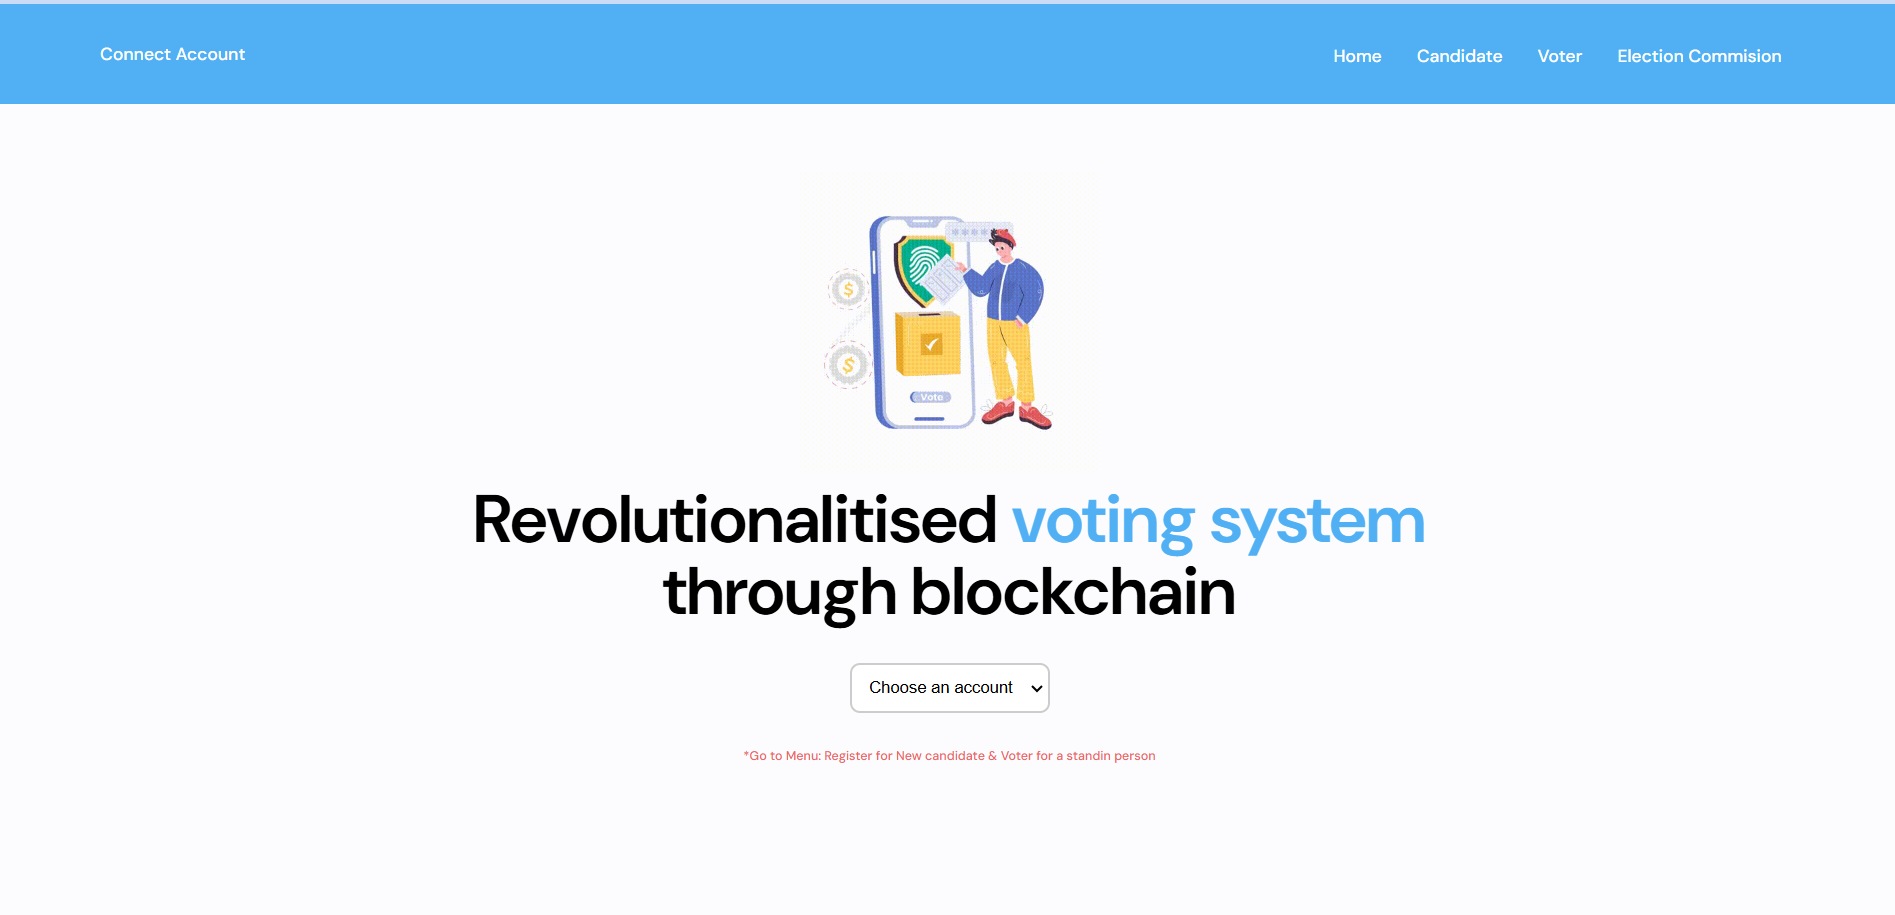 Connect Account
Home Candidate Voter Election Commision
Voto
Revolutionalitised voting system
through blockchain
Choose an account
*Go to Menu: Register for New candidate & Voter for a standin person